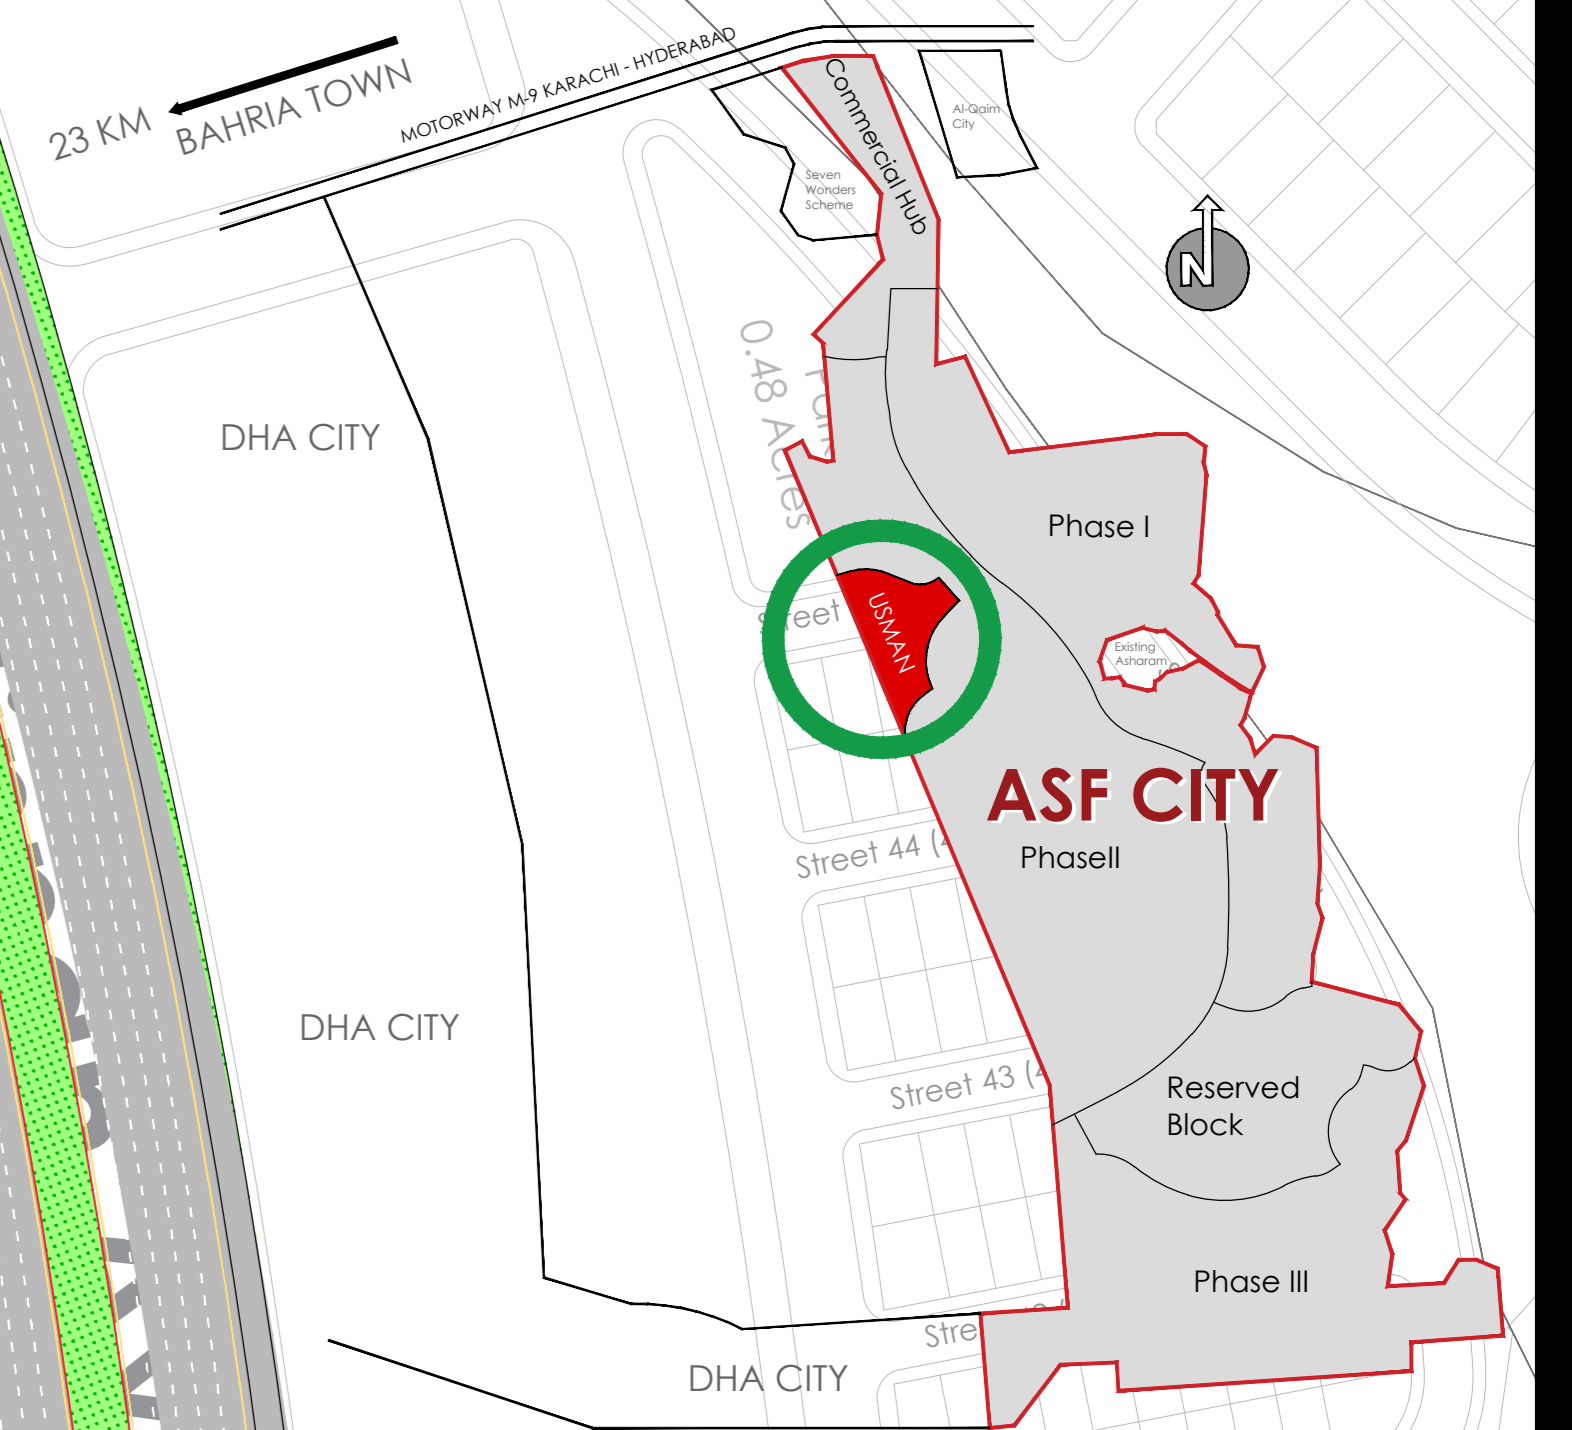 23 KM
BAHRIA TOWN
MOTORWAY M-9 KARACHI - HYDERABAD
Commercial Hub
Al-Qaim
City
Seven
Wonders
Scheme
N
0.48 Acres
DHA CITY
Phase I
USMAN
Existing
Asharam
ASF CITY
PhaseII
Street 44 (4
DHA CITY
Street 43 (4
Reserved
Block
Phase III
DHA CITY